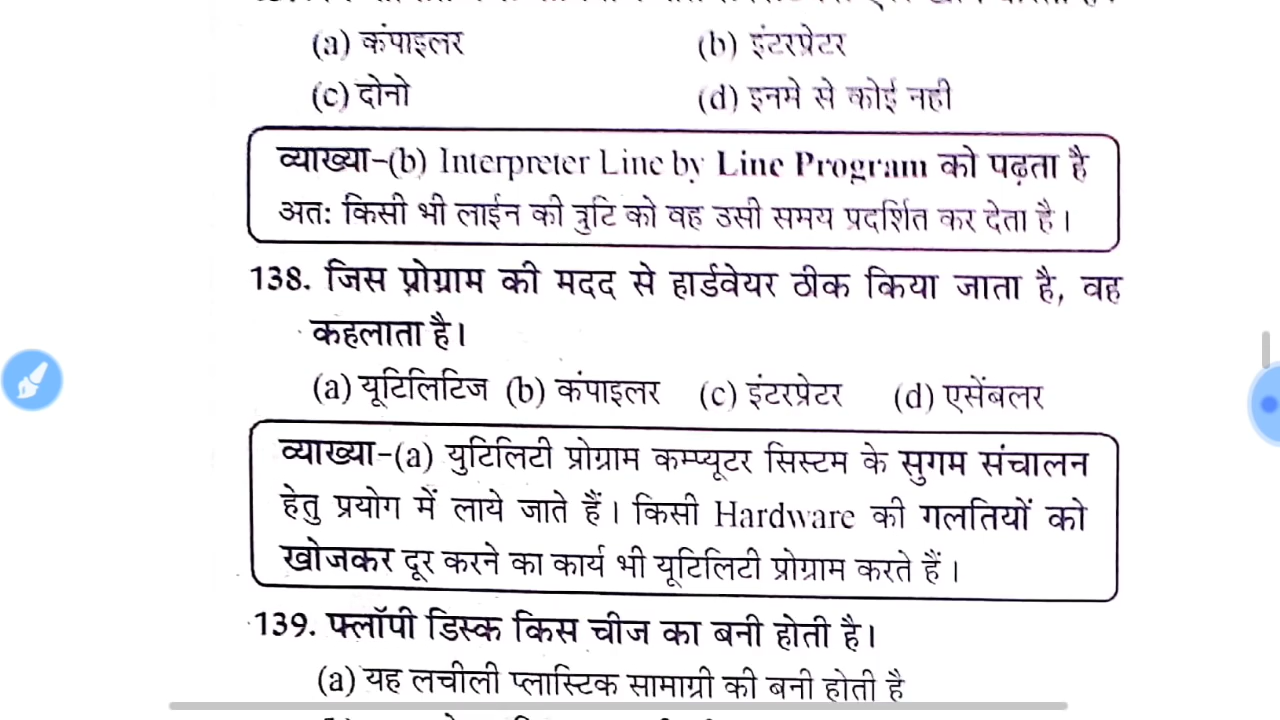 (a) कंपाइलर (b) इंटरप्रेटर
(c) दोनो (d) इनमे से कोई नही
व्याख्या–(b) Interpreter Line by Line Program को पढ़ता है
अतः किसी भी लाईन की त्रुटि को वह उसी समय प्रदर्शित कर देता है।
138. जिस प्रोग्राम की मदद से हार्डवेयर ठीक किया जाता है, वह
कहलाता है।
(a) यूटिलिटिज (b) कंपाइलर (c) इंटरप्रेटर (d) एसेंबलर
व्याख्या–(a) युटिलिटी प्रोग्राम कम्प्यूटर सिस्टम के सुगम संचालन
हेतु प्रयोग में लाये जाते हैं। किसी Hardware की गलतियों को
खोजकर दूर करने का कार्य भी यूटिलिटी प्रोग्राम करते हैं।
139. फ्लॉपी डिस्क किस चीज का बनी होती है।
(a) यह लचीली प्लास्टिक सामाग्री की बनी होती है